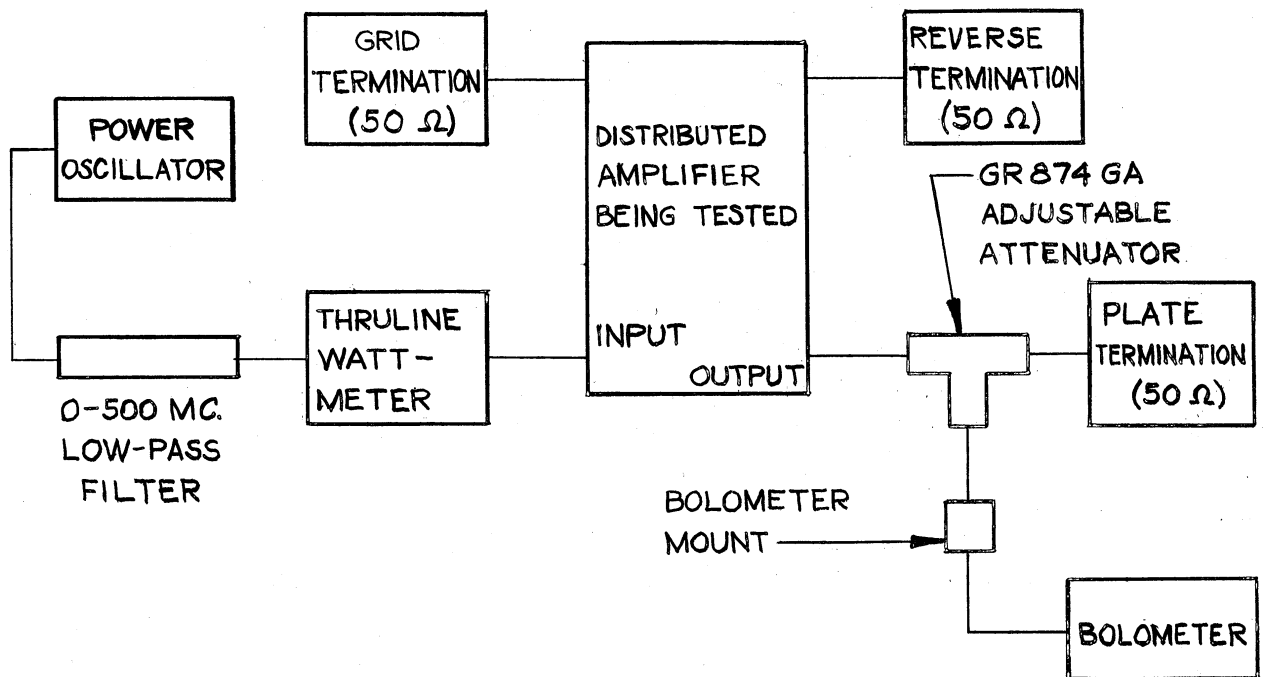 GRID
TERMINATION
(50 Ω)
REVERSE
TERMINATION
(50 Ω)
POWER
OSCILLATOR
DISTRIBUTED
AMPLIFIER
BEING TESTED
INPUT
OUTPUT
GR 874 GA
ADJUSTABLE
ATTENUATOR
THRULINE
WATT-
METER
PLATE
TERMINATION
(50 Ω)
0-500 MC.
LOW-PASS
FILTER
BOLOMETER
MOUNT
BOLOMETER